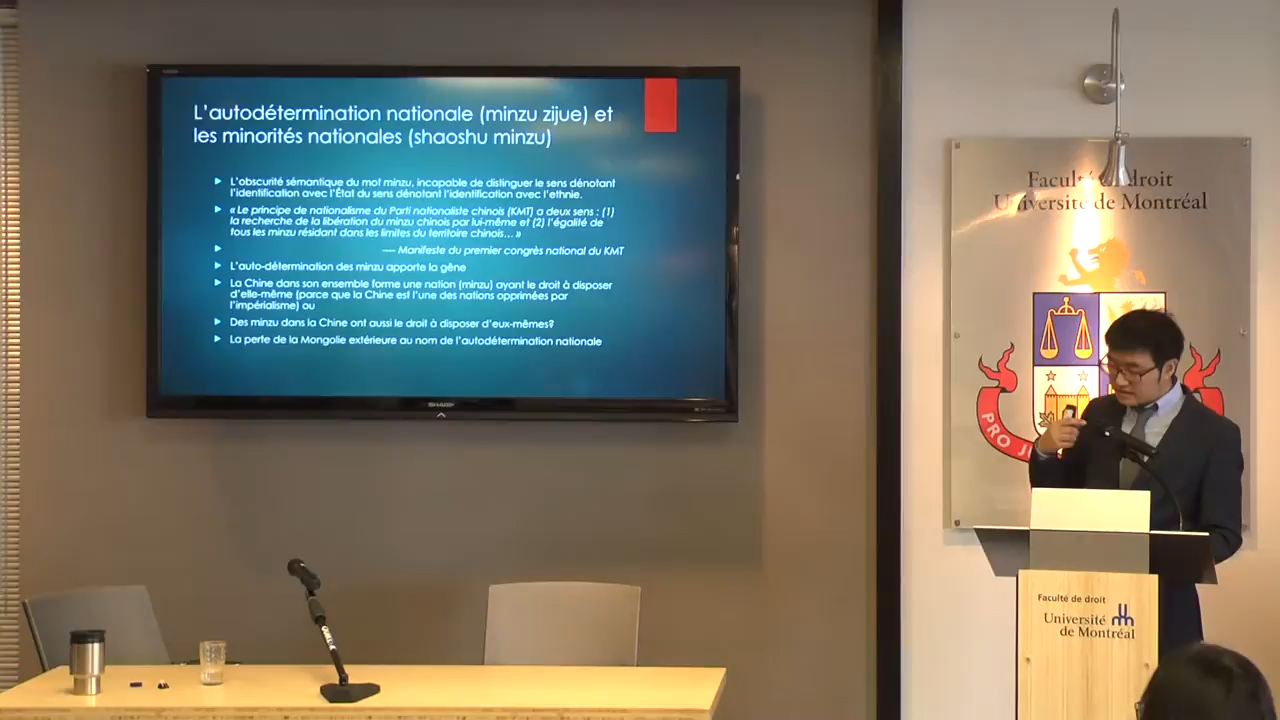 L'autodétermination nationale (minzu zijue) et
les minorités nationales (shaoshu minzu)
L'obscurité sémantique du mot minzu, incapable de distinguer le sens dénotant
l'identification avec l'État du sens dénotant l'identification avec l'ethnie.
« Le principe de nationalisme du Parti nationaliste chinois (KMT) a deux sens : (1)
la recherche de la libération du minzu chinois par lui-même et (2) l'égalité de
tous les minzu résidant dans les limites du territoire chinois... »
— Manifeste du premier congrès national du KMT
L'auto-détermination des minzu apporte la gêne
La Chine dans son ensemble forme une nation (minzu) ayant le droit à disposer
d'elle-même (parce que la Chine est l'une des nations opprimées par
l'impérialisme) ou
Des minzu dans la Chine ont aussi le droit à disposer d'eux-mêmes?
La perte de la Mongolie extérieure au nom de l'autodétermination nationale
SHARP
Faculté de droit
Université de Montréal
PRO J
Faculté de droit
Université
de Montréal